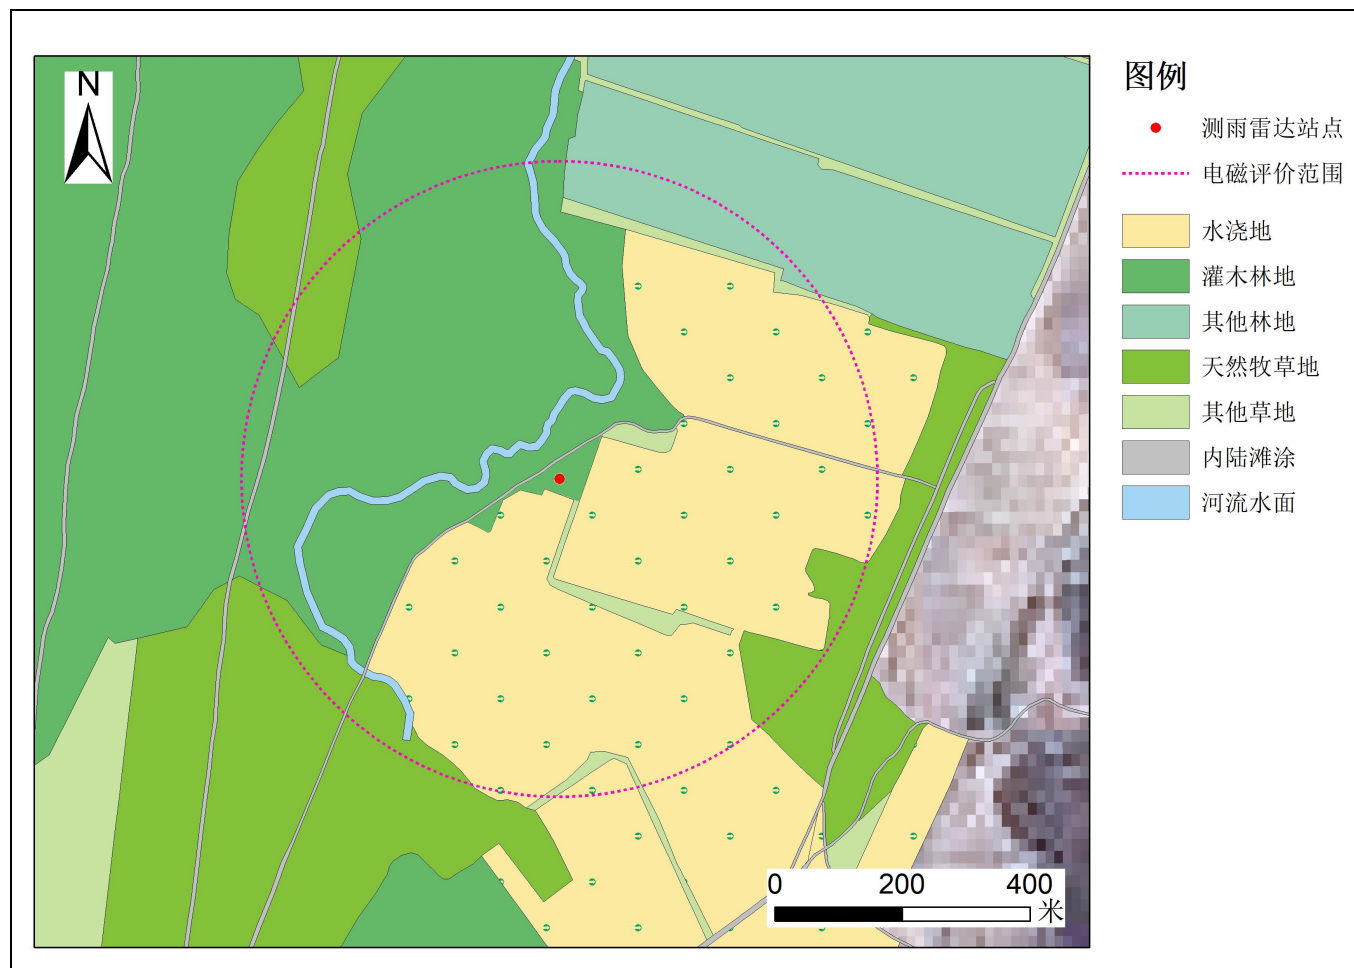 N
图例
测雨雷达站点
电磁评价范围
水浇地
灌木林地
其他林地
天然牧草地
其他草地
内陆滩涂
河流水面
0 200 400
米